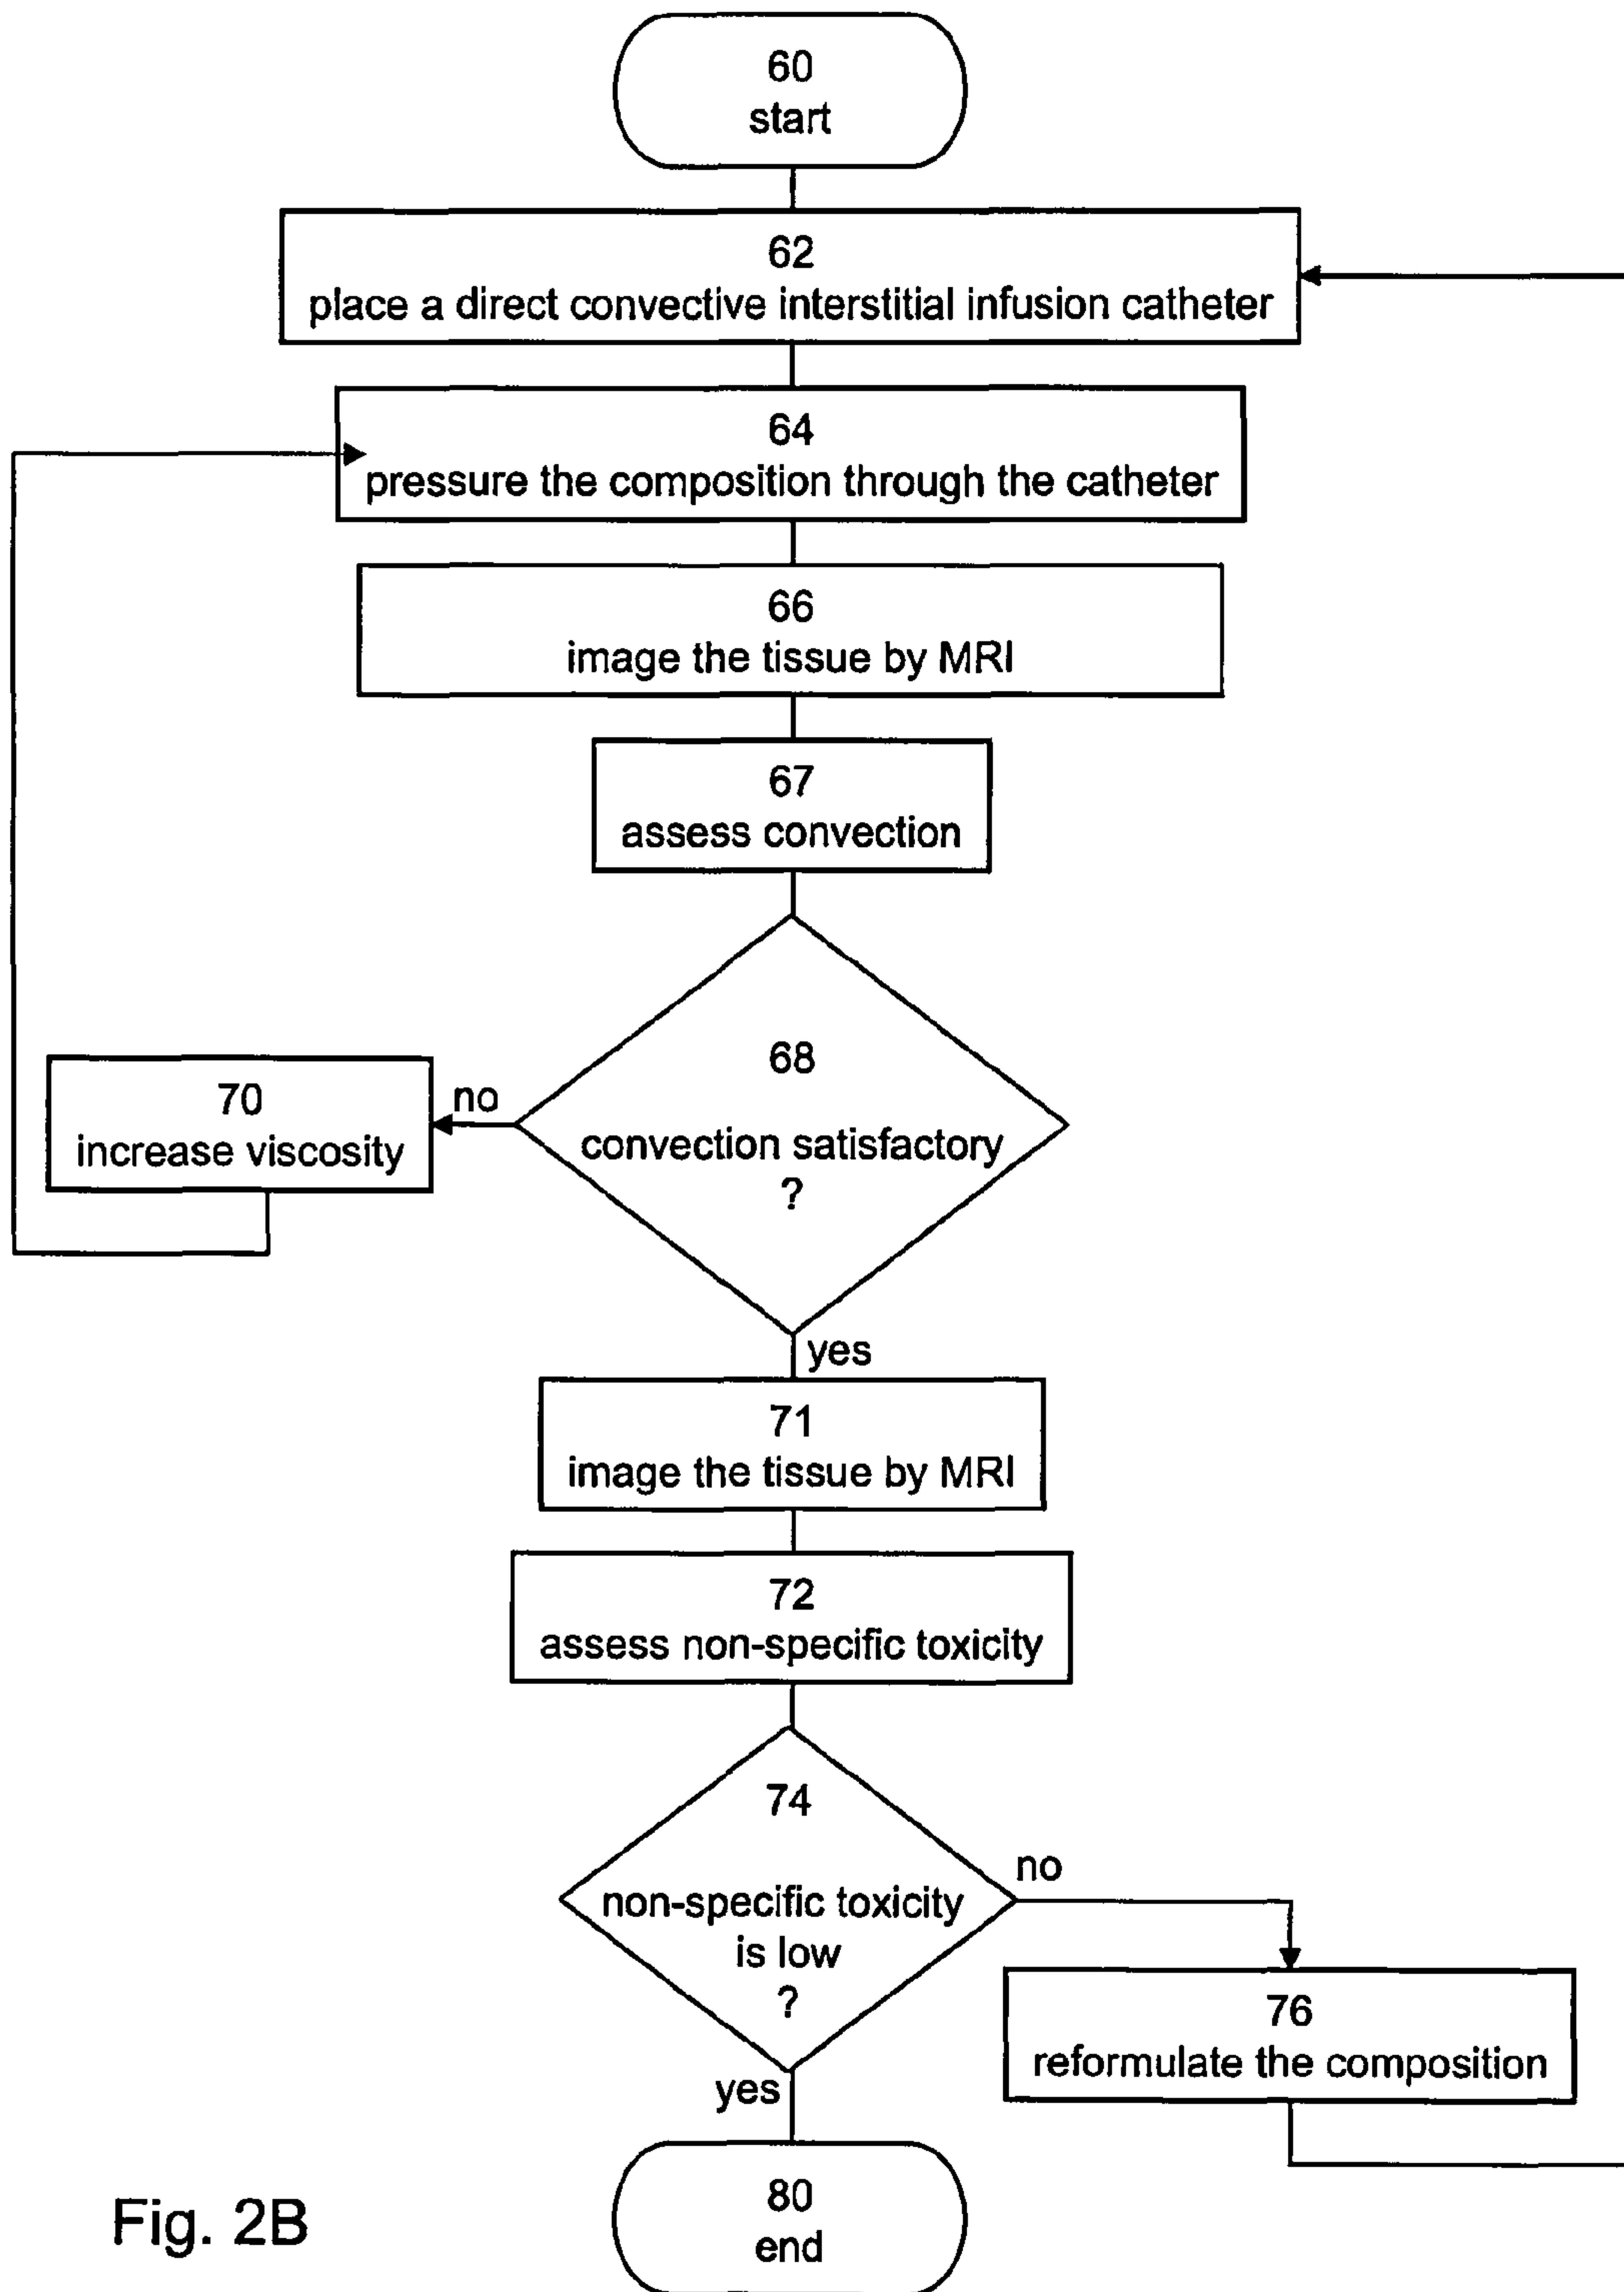 60
start
62
place a direct convective interstitial infusion catheter
64
pressure the composition through the catheter
66
image the tissue by MRI
67
assess convection
68
convection satisfactory
?
no
70
increase viscosity
yes
71
image the tissue by MRI
72
assess non-specific toxicity
74
non-specific toxicity
is low
?
no
76
reformulate the composition
yes
80
end
Fig. 2B